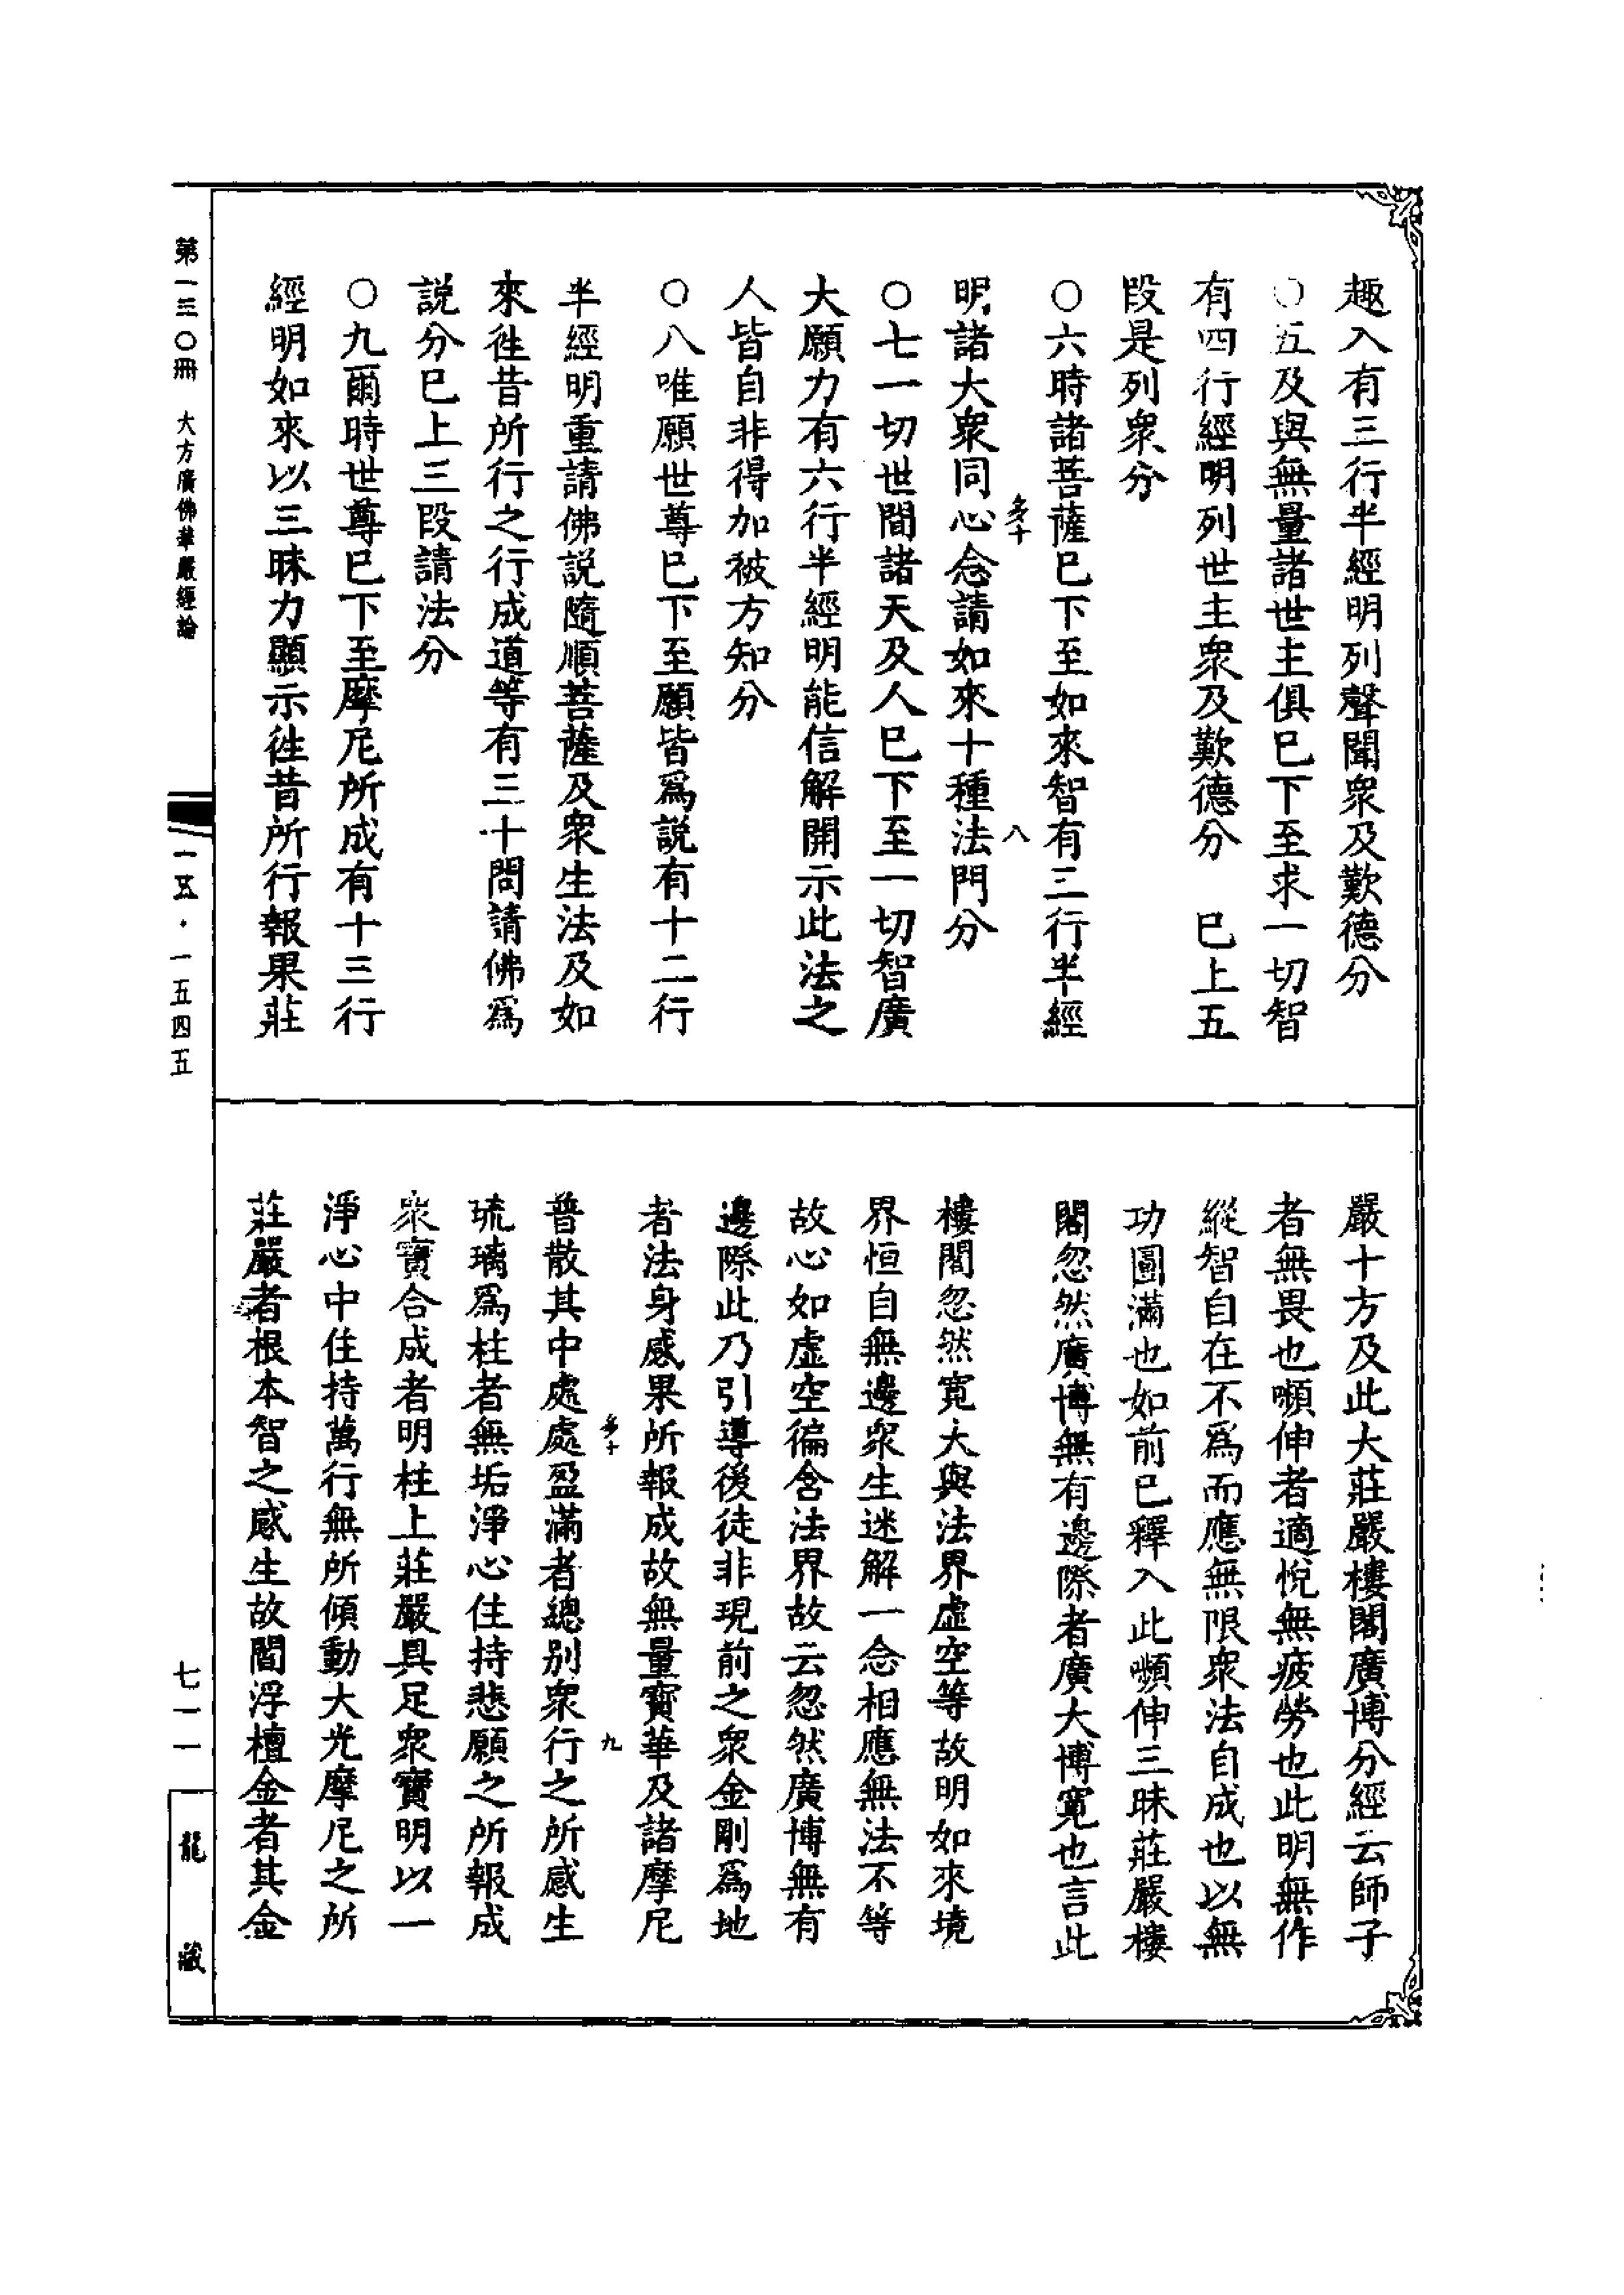 趣入有三行半經明列聲聞衆及歎德分
○五及與無量諸世主俱巳下至求一切智
有四行經明列世主衆及歎德分　巳上五
段是列衆分
○六時諸菩薩巳下至如來智有三行半經
多十　八
明諸大衆同心念請如來十種法門分
○七一切世間諸天及人巳下至一切智廣
大願力有六行半經明能信解開示此法之
人皆自非得加被方知分
○八唯願世尊巳下至願皆爲説有十二行
半經明重請佛説隨順菩薩及衆生法及如
來徃昔所行之行成道等有三十問請佛爲
説分巳上三段請法分
○九爾時世尊巳下至摩尼所成有十三行
經明如來以三昧力顯示徃昔所行報果莊
嚴十方及此大莊嚴樓閣廣博分經云師子
者無畏也嚬伸者適悅無疲勞也此明無作
縱智自在不爲而應無限衆法自成也以無
功圓滿也如前巳釋入此嚬伸三昧莊嚴樓
閣忽然廣博無有邊際者廣大博寬也言此
樓閣忽然寬大與法界虛空等故明如來境
界恒自無邊衆生迷解一念相應無法不等
故心如虛空徧含法界故云忽然廣博無有
邊際此乃引導後徒非現前之衆金剛爲地
者法身感果所報成故無量寶華及諸摩尼
多十　九
普散其中處處盈滿者總别衆行之所感生
琉璃爲柱者無垢淨心住持悲願之所報成
衆寶合成者明柱上莊嚴具足衆寶明以一
淨心中住持萬行無所傾動大光摩尼之所
莊嚴者根本智之感生故閻浮檀金者其金
第一三〇冊　大方廣佛華嚴經論
一五・一五四五
七一一
龍藏